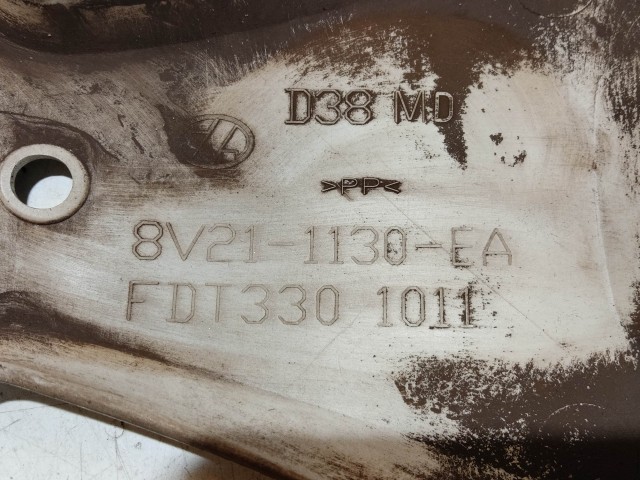 D38 MD
>PP<
8V21-1130-EA
FDT330 1011